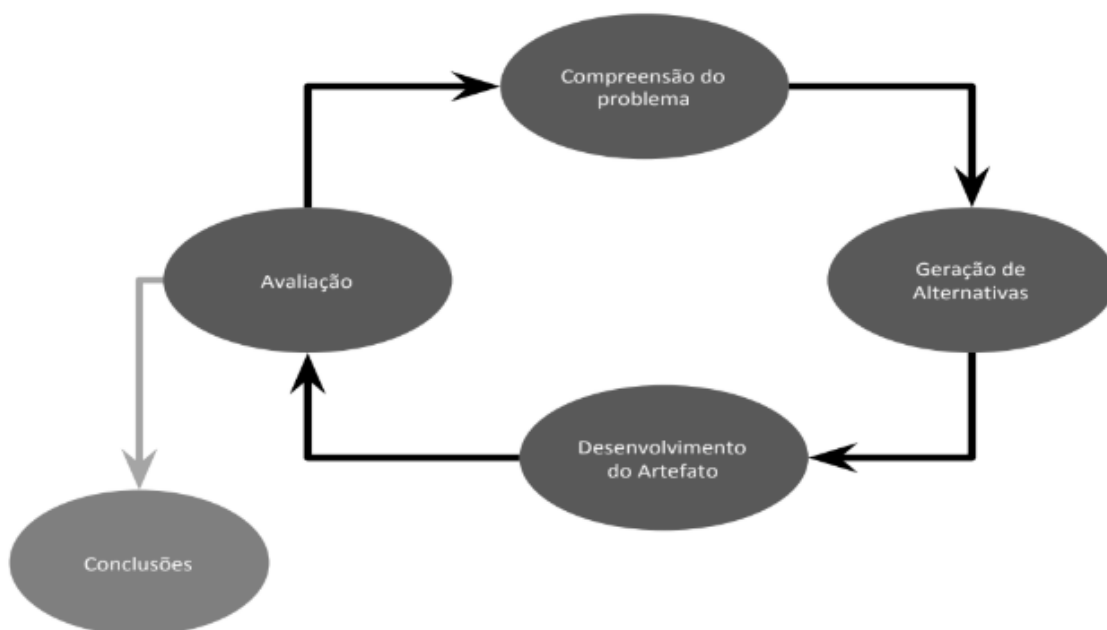 Compreensão do
problema
Avaliação
Geração de
Alternativas
Desenvolvimento
do Artefato
Conclusões